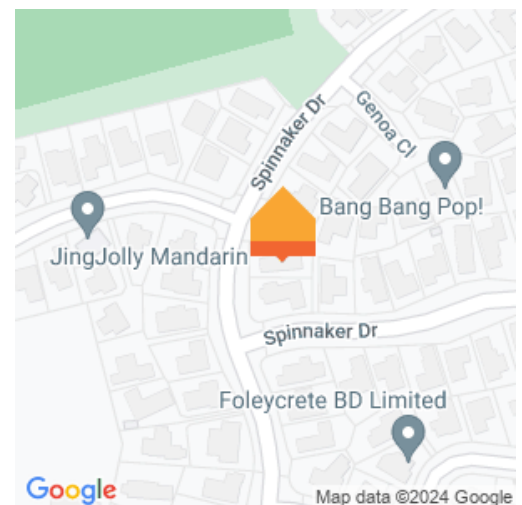 Spinnaker Dr
Genoa Cl
Bang Bang Pop!
JingJolly Mandarin
Spinnaker Dr
Foleycrete BD Limited
Google
Map data ©2024 Google